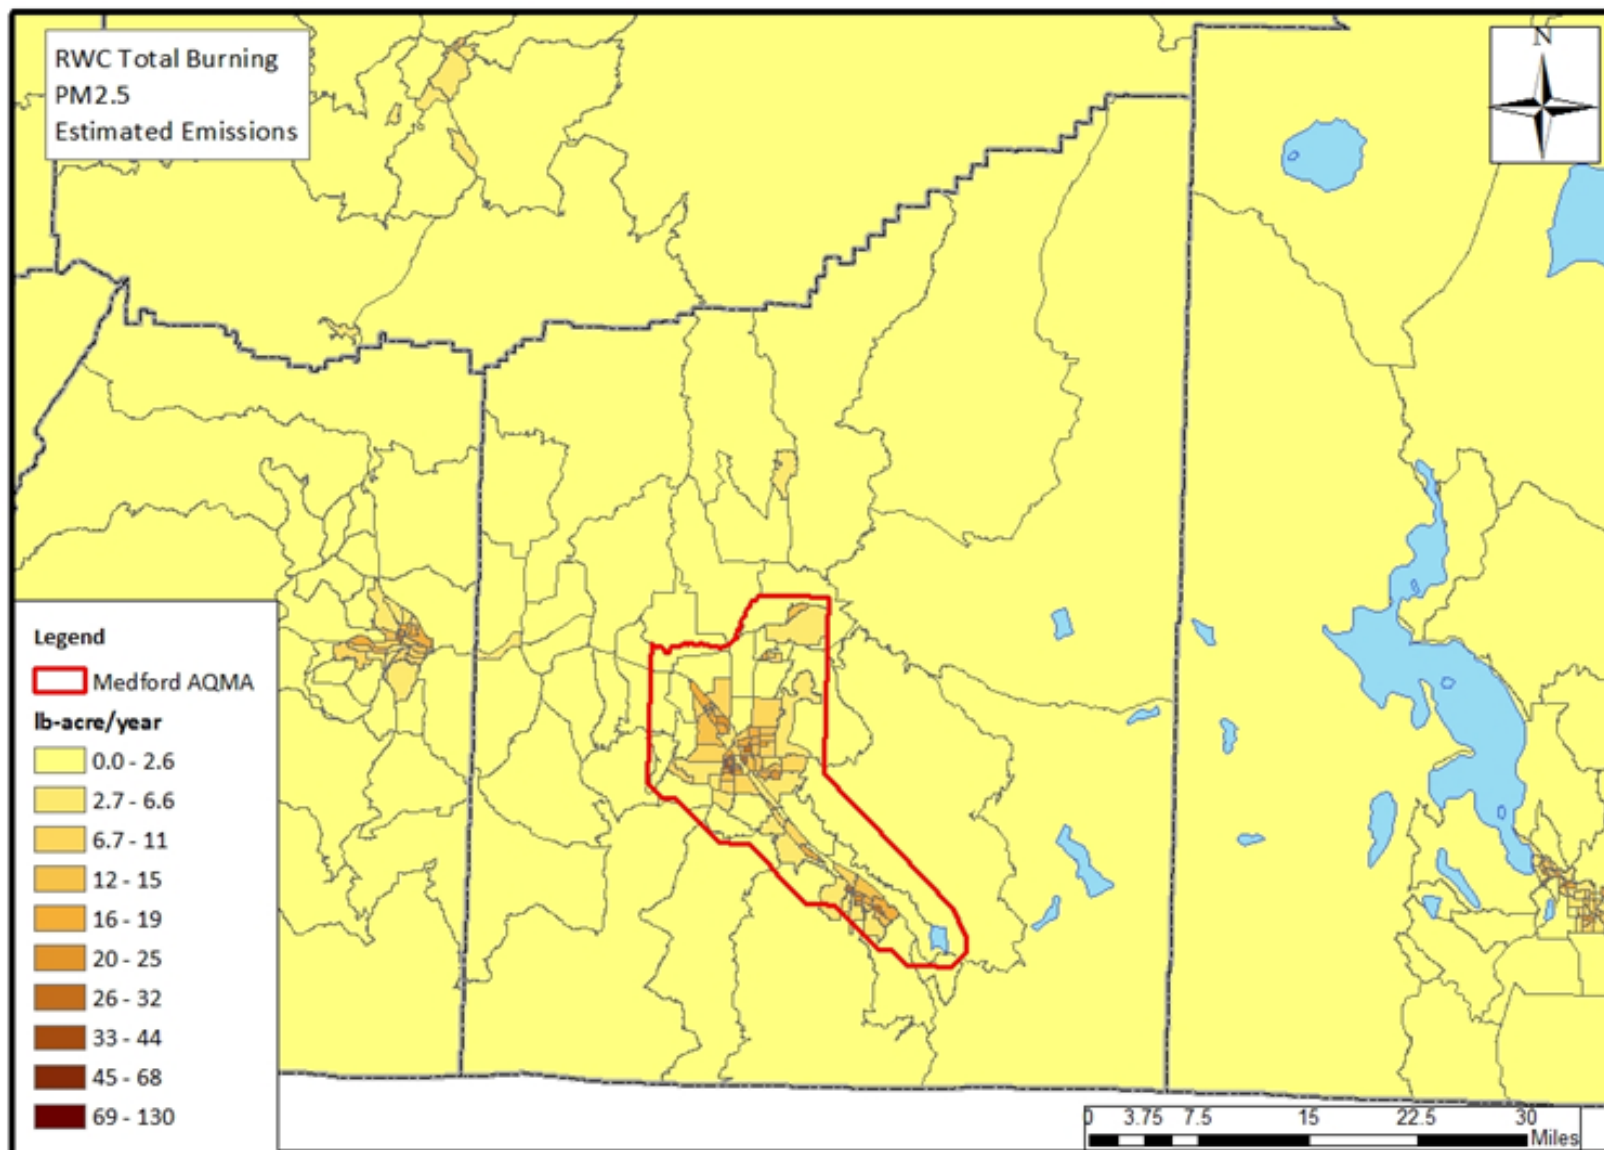 RWC Total Burning
PM2.5
Estimated Emissions
N
Legend
Medford AQMA
lb-acre/year
0.0 - 2.6
2.7 - 6.6
6.7 - 11
12 - 15
16 - 19
20 - 25
26 - 32
33 - 44
45 - 68
69 - 130
0 3.75 7.5 15 22.5 30
Miles